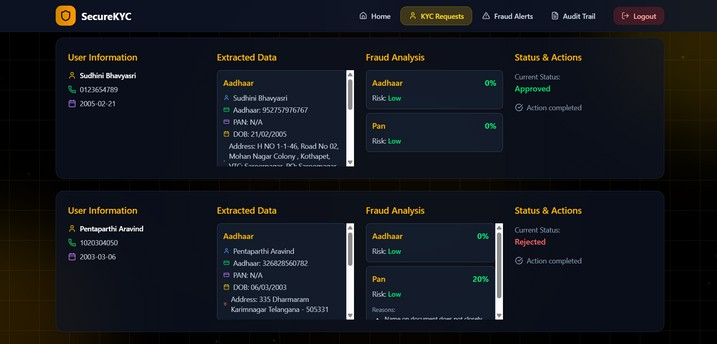 SecureKYC
Home
KYC Requests
Fraud Alerts
Audit Trail
Logout
User Information
Sudhini Bhavyasri
0123654789
2005-02-21
Extracted Data
Aadhaar
Sudhini Bhavyasri
Aadhaar: 952757976767
PAN: N/A
DOB: 21/02/2005
Address: H NO 1-1-46, Road No 02,
Mohan Nagar Colony , Kothapet,
VTC: Saroornagar, PO: Saroornagar,
Fraud Analysis
Aadhaar 0%
Risk: Low
Pan 0%
Risk: Low
Status & Actions
Current Status:
Approved
Action completed
User Information
Pentaparthi Aravind
1020304050
2003-03-06
Extracted Data
Aadhaar
Pentaparthi Aravind
Aadhaar: 326828560782
PAN: N/A
DOB: 06/03/2003
Address: 335 Dharmaram
Karimnagar Telangana - 505331
Fraud Analysis
Aadhaar 0%
Risk: Low
Pan 20%
Risk: Low
Reasons:
Name on document does not closely
Status & Actions
Current Status:
Rejected
Action completed